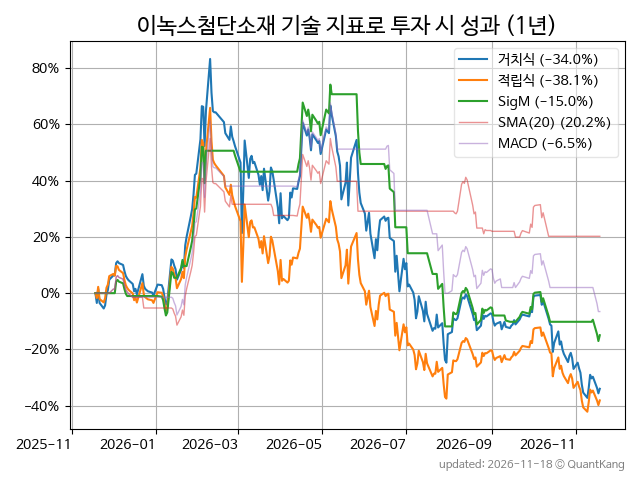 이녹스첨단소재 기술 지표로 투자 시 성과 (1년)
거치식 (−34.0%)
적립식 (−38.1%)
SigM (−15.0%)
SMA(20) (20.2%)
MACD (−6.5%)
80%
60%
40%
20%
0%
−20%
−40%
2025-11 2026-01 2026-03 2026-05 2026-07 2026-09 2026-11
updated: 2026-11-18 © QuantKang